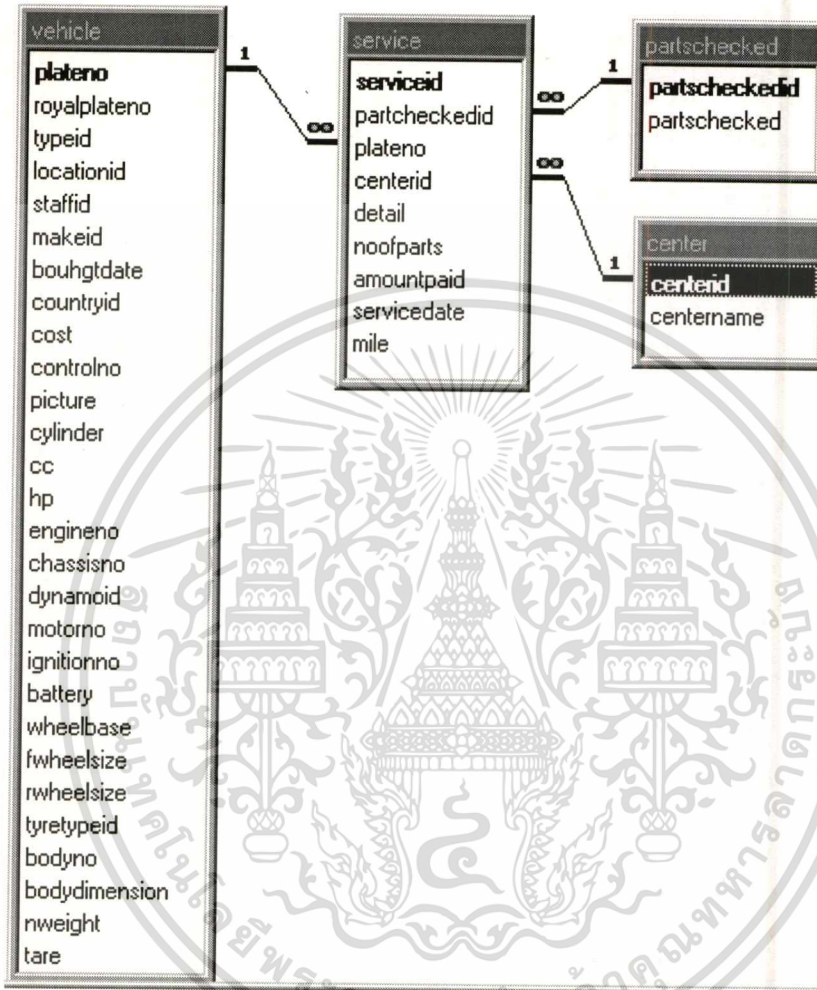 vehicle
plateno
royalplateno
typeid
locationid
staffid
makeid
bouhgtdate
countryid
cost
controlno
picture
cylinder
cc
hp
engineno
chassisno
dynamoid
motorno
ignitionno
battery
wheelbase
fwheelsize
rwheelsize
tyretypeid
bodyno
bodydimension
nweight
tare
1
∞
service
serviceid
partcheckedid
plateno
centerid
detail
noofparts
amountpaid
servicedate
mile
∞
1
∞
1
partschecked
partscheckedid
partschecked
center
centerid
centername